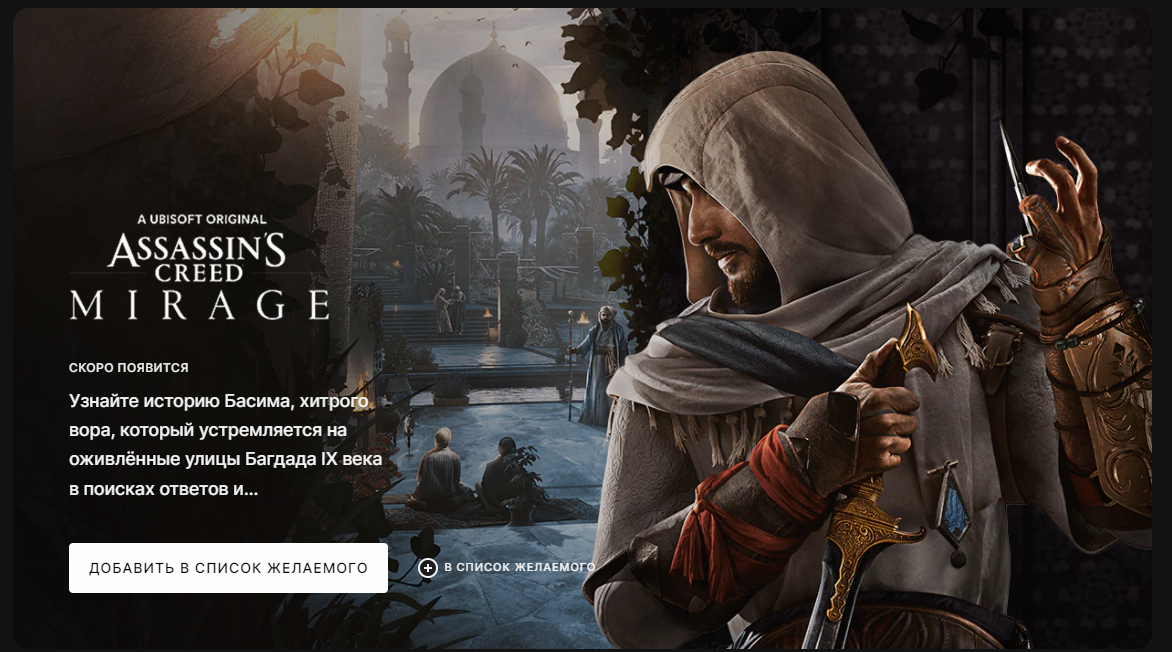 A UBISOFT ORIGINAL
ASSASSIN'S
CREED
MIRAGE
СКОРО ПОЯВИТСЯ
Узнайте историю Басима, хитрого
вора, который устремляется на
оживлённые улицы Багдада IX века
в поисках ответов и...
ДОБАВИТЬ В СПИСОК ЖЕЛАЕМОГО
В СПИСОК ЖЕЛАЕМОГО